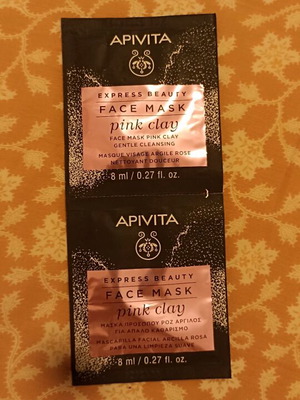 APIVITA
EXPRESS BEAUTY
FACE MASK
pink clay
FACE MASK PINK CLAY
GENTLE CLEANSING
MASQUE VISAGE ARGILE ROSE
NETTOYANT DOUCEUR
8 ml / 0.27 fl. oz.
APIVITA
EXPRESS BEAUTY
FACE MASK
pink clay
ΜΑΣΚΑ ΠΡΟΣΩΠΟΥ ΡΟΖ ΑΡΓΙΛΟΣ
ΓΙΑ ΑΠΑΛΟ ΚΑΘΑΡΙΣΜΟ
MASCARILLA FACIAL ARCILLA ROSA
PARA UNA LIMPIEZA SUAVE
8 ml / 0.27 fl. oz.